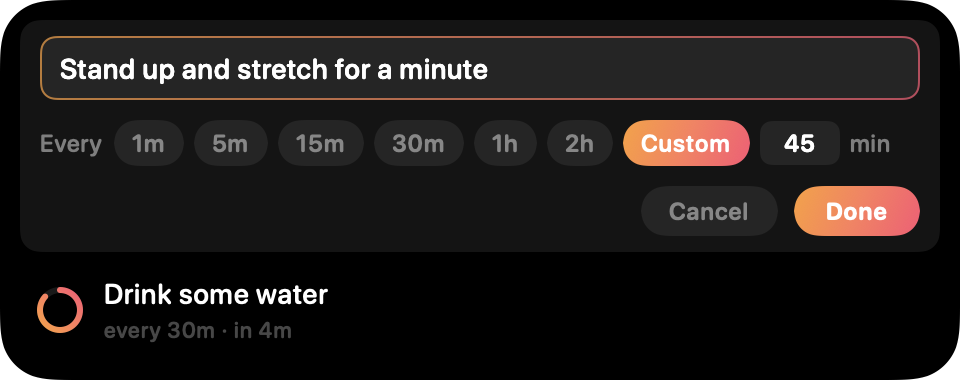 Stand up and stretch for a minute
Every 1m 5m 15m 30m 1h 2h Custom 45 min
Cancel Done
Drink some water
every 30m · in 4m